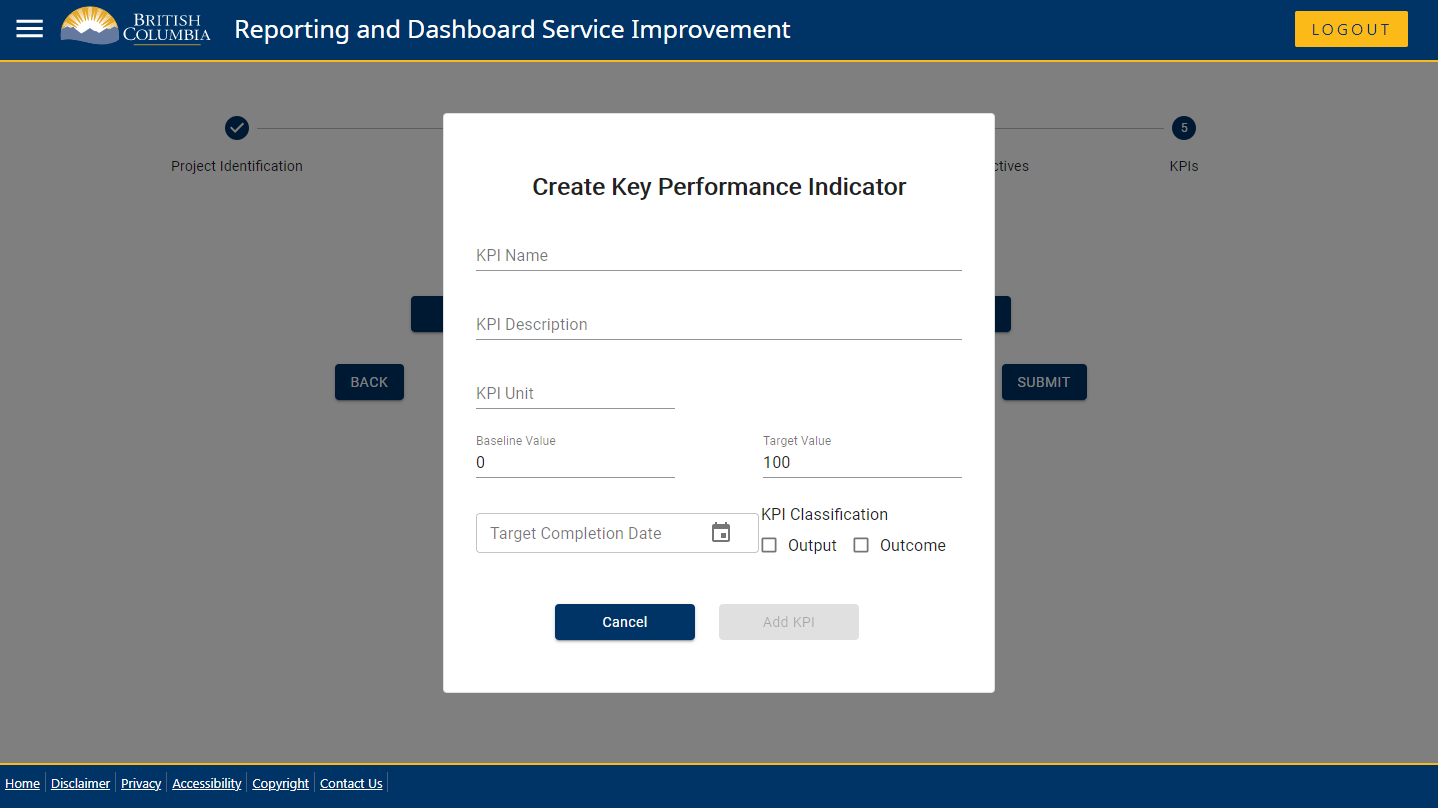 BRITISH
COLUMBIA
Reporting and Dashboard Service Improvement
LOGOUT
5
Project Identification
ctives
KPIs
Create Key Performance Indicator
KPI Name
KPI Description
BACK
SUBMIT
KPI Unit
Baseline Value
Target Value
0
100
KPI Classification
Target Completion Date
Output
Outcome
Cancel
Add KPI
Home Disclaimer Privacy Accessibility Copyright Contact Us